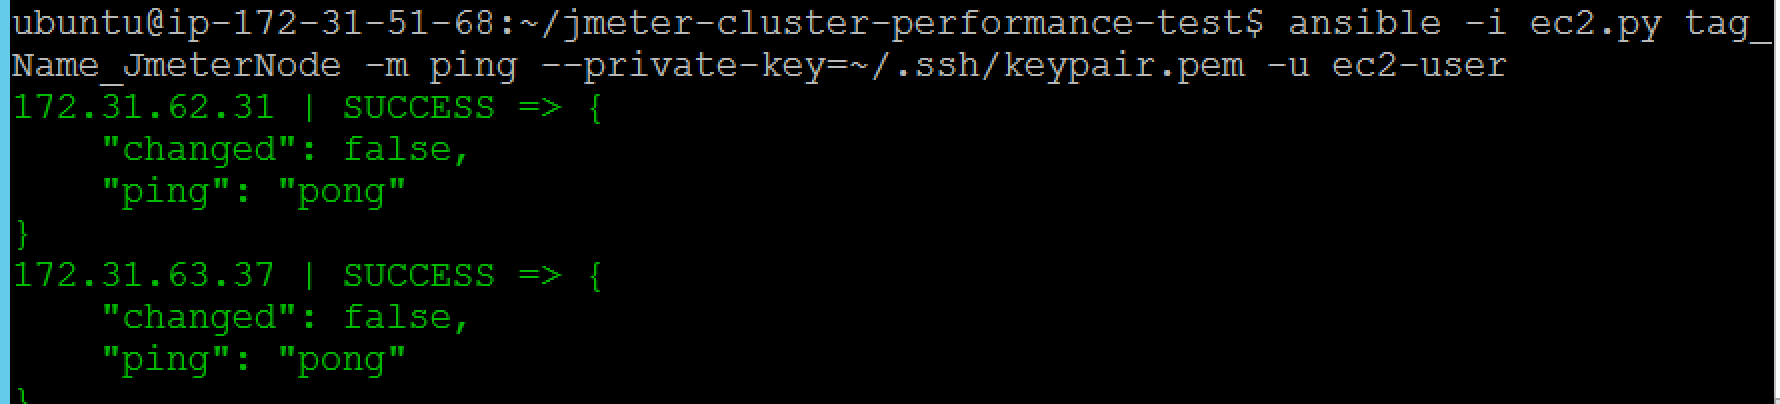 ubuntu@ip-172-31-51-68:~/jmeter-cluster-performance-test$ ansible -i ec2.py tag_
Name_JmeterNode -m ping --private-key=~/.ssh/keypair.pem -u ec2-user
172.31.62.31 | SUCCESS => {
    "changed": false,
    "ping": "pong"
}
172.31.63.37 | SUCCESS => {
    "changed": false,
    "ping": "pong"
}